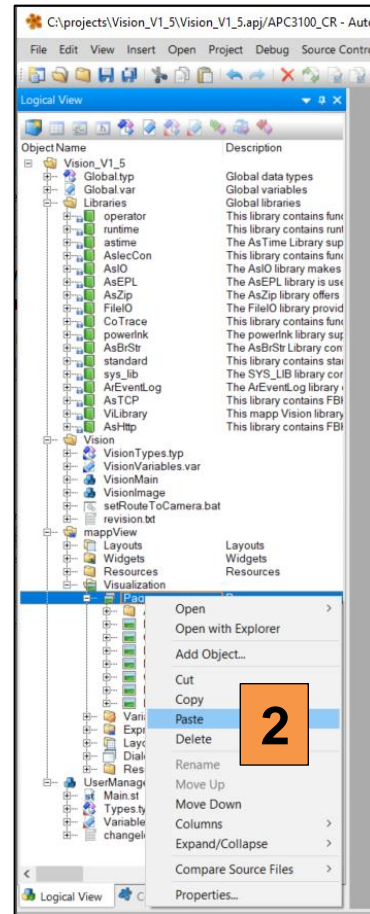 C:\projects\Vision_V1_5\Vision_V1_5.apj/APC3100_CR - Auto
File Edit View Insert Open Project Debug Source Contro
Logical View
Object Name Description
Vision_V1_5
Global.typ Global data types
Global.var Global variables
Libraries Global libraries
operator This library contains func
runtime This library contains runt
astime The AsTime Library sup
AsIecCon This library contains func
AsIO The AsIO library makes
AsEPL The AsEPL library is use
AsZip The AsZip library offers
FileIO The FileIO library provid
CoTrace This library contains func
powerlnk The powerlnk library sup
AsBrStr The AsBrStr Library con
standard This library contains stan
sys_lib The SYS_LIB library cor
ArEventLog The ArEventLog library
AsTCP This library contains FBK
ViLibrary This mapp Vision library
AsHttp This library contains FBK
Vision
VisionTypes.typ
VisionVariables.var
VisionMain
VisionImage
setRouteToCamera.bat
revision.txt
mappView
Layouts Layouts
Widgets Widgets
Resources Resources
Visualization
Pag
Open
Open with Explorer
Add Object...
Cut
Copy
Paste
2
Delete
Vari
Expr
Rename
Layo
Move Up
Dialo
Res
Move Down
UserManage
Main.st
Columns
Types.ty
Variable
Expand/Collapse
changelo
Compare Source Files
Properties...
Logical View C